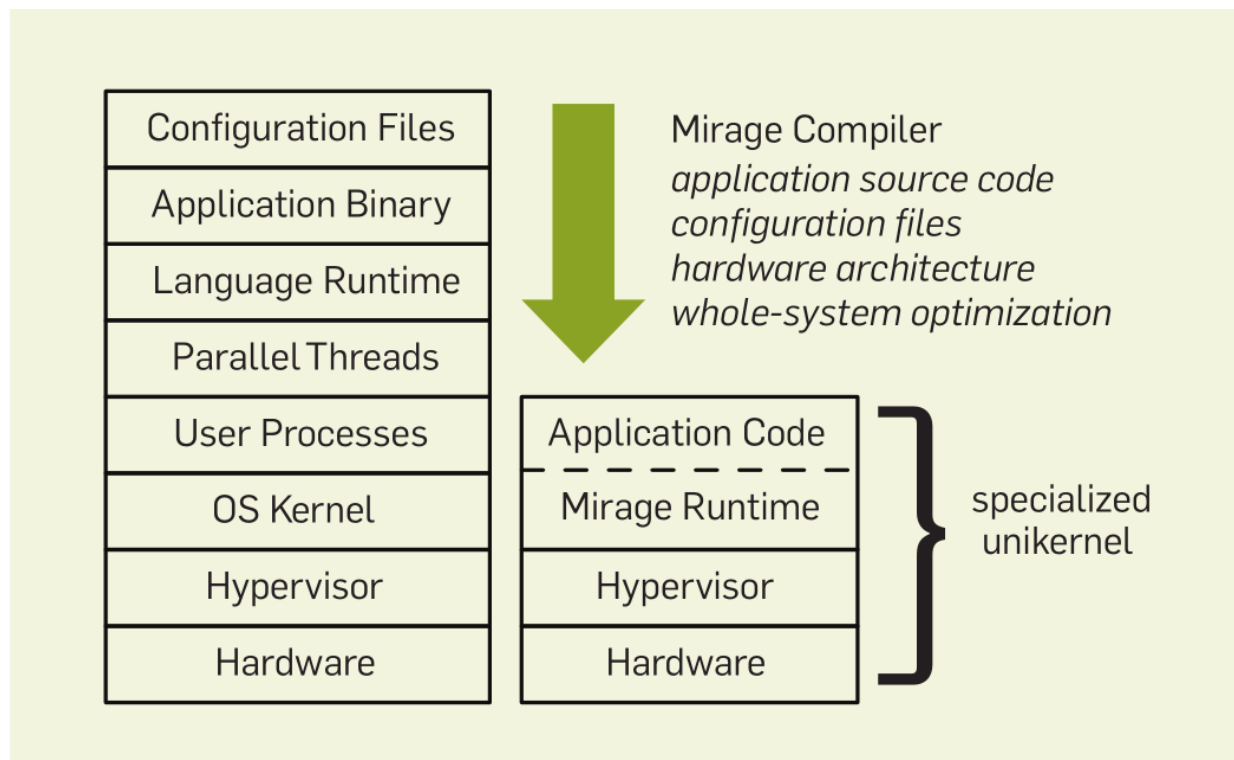 Configuration Files
Application Binary
Language Runtime
Parallel Threads
User Processes
OS Kernel
Hypervisor
Hardware
Mirage Compiler
application source code
configuration files
hardware architecture
whole-system optimization
Application Code
Mirage Runtime
Hypervisor
Hardware
specialized
unikernel